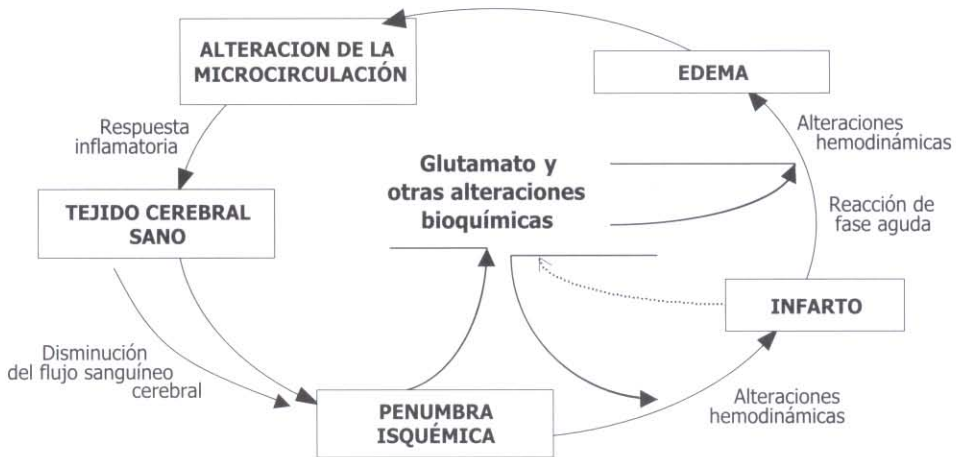 ALTERACION DE LA
MICROCIRCULACIÓN
EDEMA
Respuesta
inflamatoria
Alteraciones
hemodinámicas
Glutamato y
otras alteraciones
bioquímicas
TEJIDO CEREBRAL
SANO
Reacción de
fase aguda
INFARTO
Disminución
del flujo sanguíneo
cerebral
PENUMBRA
ISQUÉMICA
Alteraciones
hemodinámicas